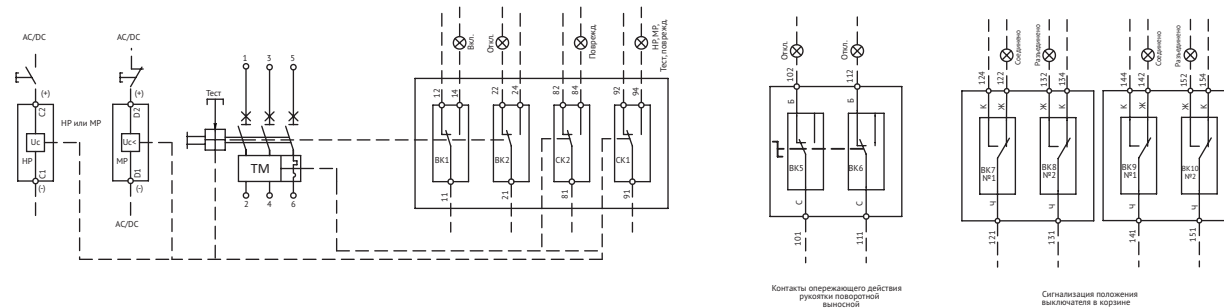 AC/DC
AC/DC
(+)
(+)
C2
D2
Uc
Uc<
НР
МР
C1
D1
(-)
(-)
AC/DC
НР или МР
Тест
1 3 5
ТМ
2 4 6
Вкл.
Откл.
Поврежд.
НР, МР,
Тест, поврежд.
12 14 22 24 82 84 92 94
ВК1 ВК2 СК2 СК1
11 21 81 91
Откл. Откл.
102 112
Б Б
ВК5 ВК6
С С
101 111
Контакты опережающего действия
рукоятки поворотной
выносной
Соединено
Разъединено
Соединено
Разъединено
124 122 132 134 144 142 152 154
К Ж Ж К К Ж Ж К
ВК7
№1
ВК8
№2
ВК9
№1
ВК10
№2
Ч Ч Ч Ч
121 131 141 151
Сигнализация положения
выключателя в корзине